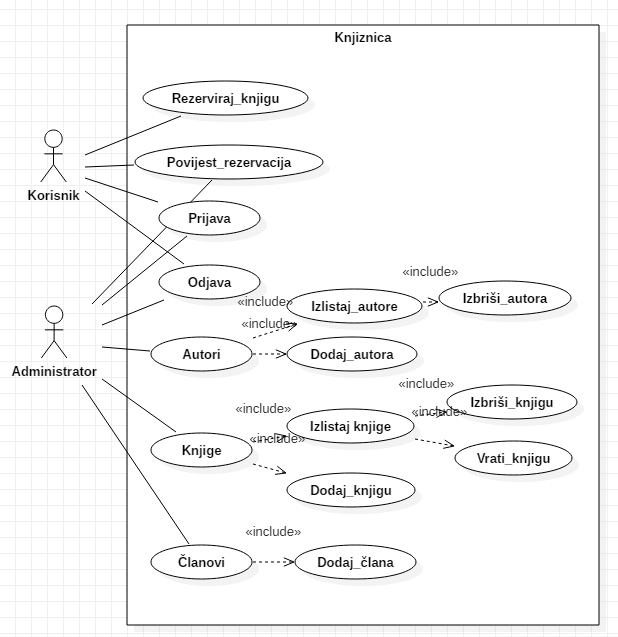 Knjiznica
Rezerviraj_knjigu
Povijest_rezervacija
Korisnik
Prijava
«include»
Odjava
Izbriši_autora
«include»
Izlistaj_autore
«include»
Autori
Dodaj_autora
Administrator
«include»
Izbriši_knjigu
«include»
«include»
Izlistaj knjige
«include»
Knjige
Vrati_knjigu
Dodaj_knjigu
«include»
Članovi
Dodaj_člana